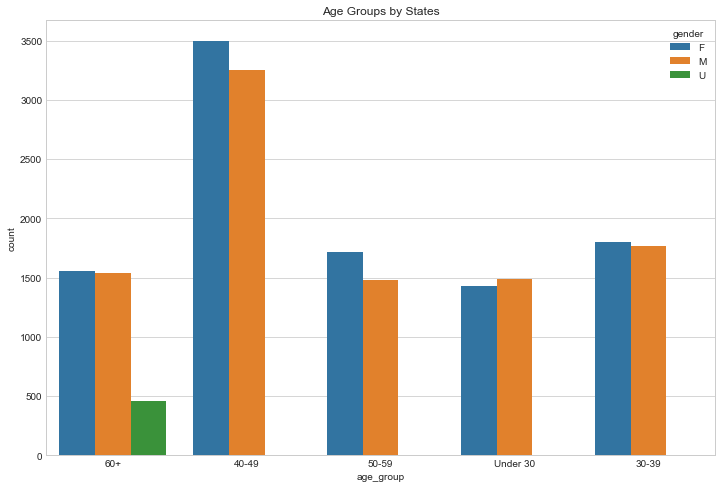 Age Groups by States
gender
F
M
U
count
3500
3000
2500
2000
1500
1000
500
0
60+
40-49
50-59
Under 30
30-39
age_group